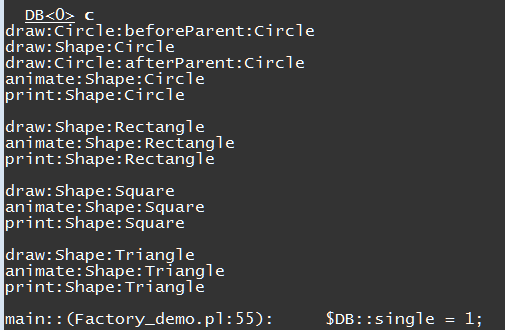 DB<0> c
draw:Circle:beforeParent:Circle
draw:Shape:Circle
draw:Circle:afterParent:Circle
animate:Shape:Circle
print:Shape:Circle
draw:Shape:Rectangle
animate:Shape:Rectangle
print:Shape:Rectangle
draw:Shape:Square
animate:Shape:Square
print:Shape:Square
draw:Shape:Triangle
animate:Shape:Triangle
print:Shape:Triangle
main::(Factory_demo.pl:55):     $DB::single = 1;